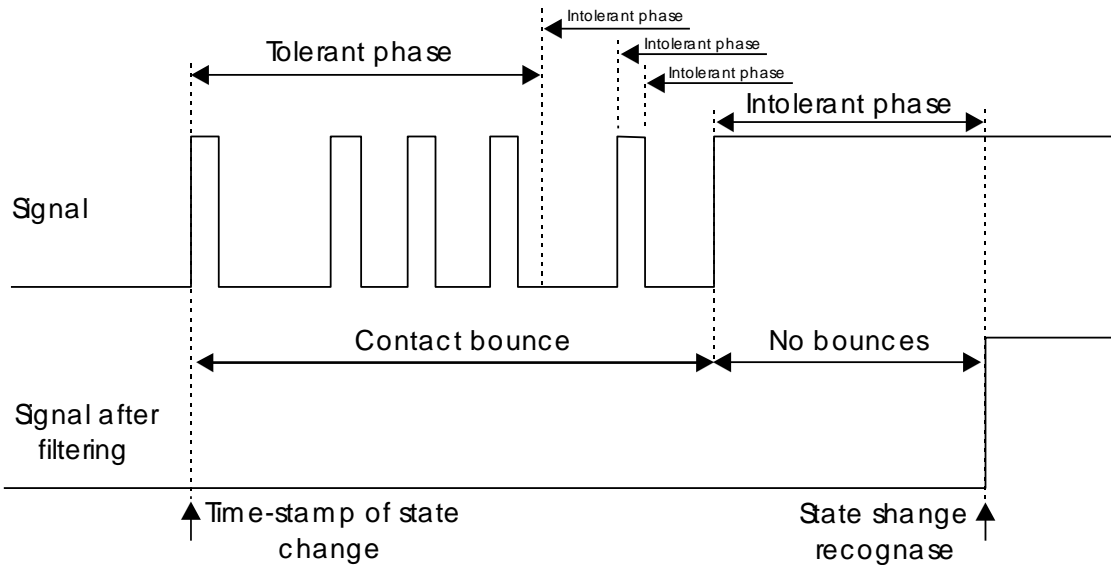 Intolerant phase
Tolerant phase
Intolerant phase
Intolerant phase
Intolerant phase
Signal
Contact bounce
No bounces
Signal after
filtering
Time-stamp of state
change
State shange
recognase